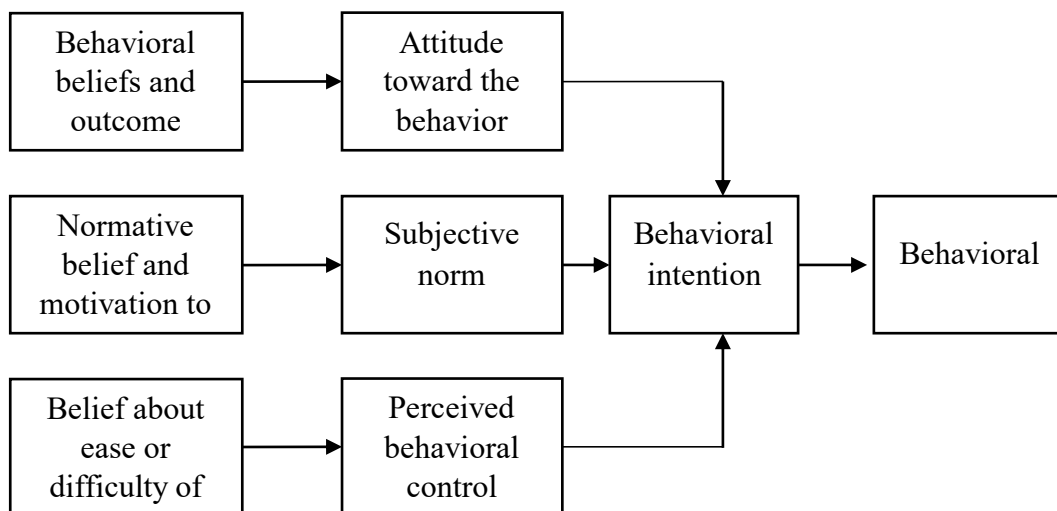 Behavioral
beliefs and
outcome
Attitude
toward the
behavior
Normative
belief and
motivation to
Subjective
norm
Behavioral
intention
Behavioral
Belief about
ease or
difficulty of
Perceived
behavioral
control